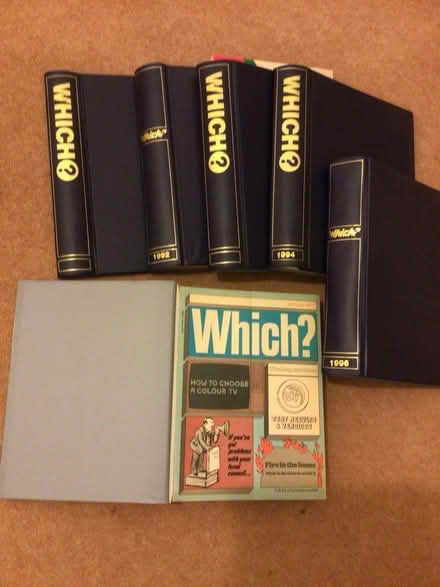 WHICH?
Which?
1992
WHICH?
WHICH?
1994
Which?
1996
Which?
HOW TO CHOOSE
A COLOUR TV
TEST RESULTS
& VERDICTS
If you've
got
problems
with your
local
council...
Fire in the home